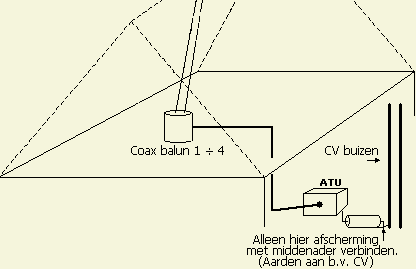 Coax balun 1 ÷ 4
CV buizen
ATU
Alleen hier afscherming
met middenader verbinden.
(Aarden aan b.v. CV)